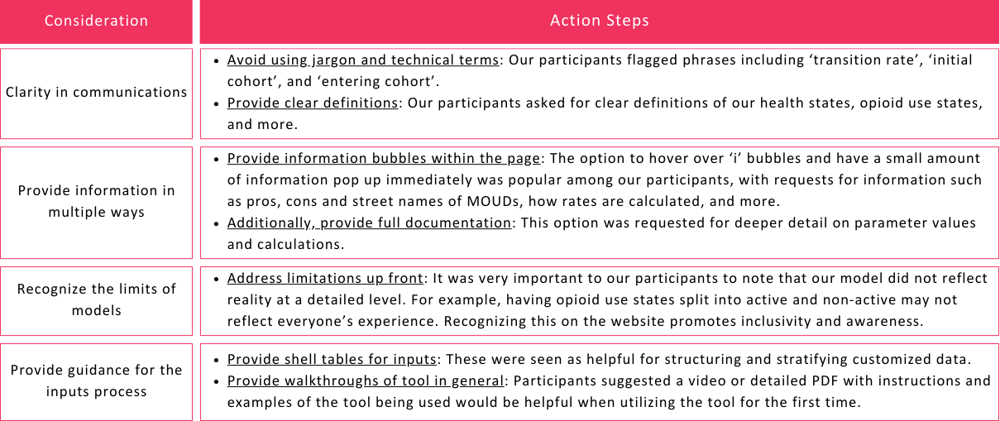 Consideration
Action Steps
Clarity in communications
• Avoid using jargon and technical terms: Our participants flagged phrases including ‘transition rate’, ‘initial
cohort’, and ‘entering cohort’.
• Provide clear definitions: Our participants asked for clear definitions of our health states, opioid use states,
and more.
Provide information in
multiple ways
• Provide information bubbles within the page: The option to hover over ‘i’ bubbles and have a small amount
of information pop up immediately was popular among our participants, with requests for information such
as pros, cons and street names of MOUDs, how rates are calculated, and more.
• Additionally, provide full documentation: This option was requested for deeper detail on parameter values
and calculations.
Recognize the limits of
models
• Address limitations up front: It was very important to our participants to note that our model did not reflect
reality at a detailed level. For example, having opioid use states split into active and non-active may not
reflect everyone’s experience. Recognizing this on the website promotes inclusivity and awareness.
Provide guidance for the
inputs process
• Provide shell tables for inputs: These were seen as helpful for structuring and stratifying customized data.
• Provide walkthroughs of tool in general: Participants suggested a video or detailed PDF with instructions and
examples of the tool being used would be helpful when utilizing the tool for the first time.